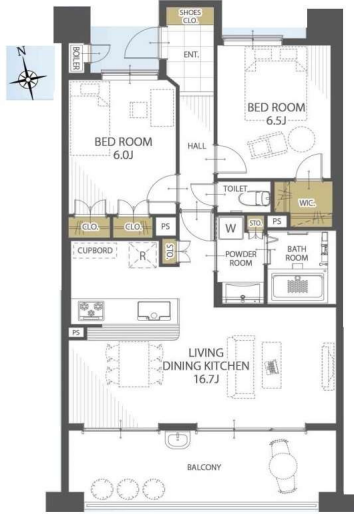 SHOES
CLO.
BOILER
ENT.
N
BED ROOM
6.5J
BED ROOM
6.0J
HALL
TOILET
WIC.
CLO.
CLO.
PS
STO.
PS
CUPBORD
R
STO.
W
POWDER
ROOM
BATH
ROOM
PS
LIVING
DINING KITCHEN
16.7J
BALCONY